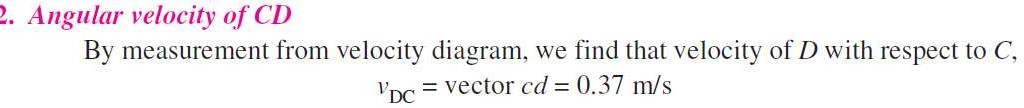 2. Angular velocity of CD
By measurement from velocity diagram, we find that velocity of D with respect to C,
vDC = vector cd = 0.37 m/s